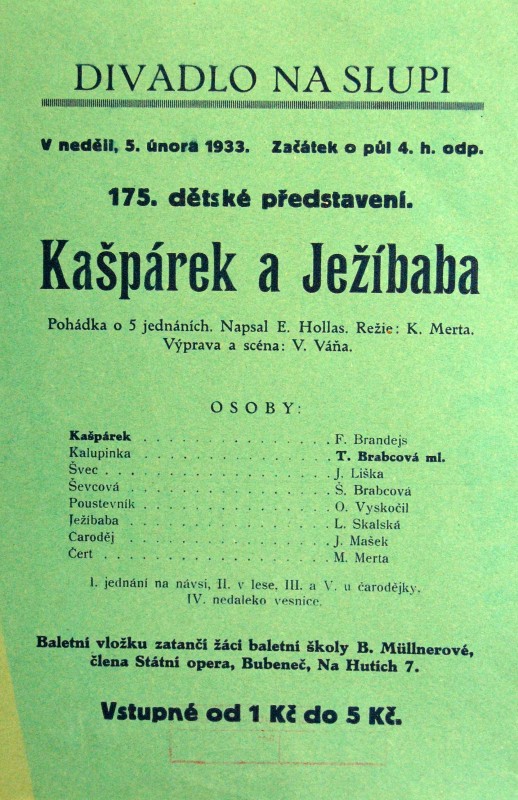 DIVADLO NA SLUPI
V neděli, 5. února 1933. Začátek o půl 4. h. odp.
175. dětské představení.
Kašpárek a Ježíbaba
Pohádka o 5 jednáních. Napsal E. Hollas. Režie: K. Merta.
Výprava a scéna: V. Váňa.
OSOBY:
Kašpárek . . . . . . . . . . . . . . F. Brandejs
Kalupinka . . . . . . . . . . . . . . T. Brabcová ml.
Švec . . . . . . . . . . . . . . . . J. Liška
Ševcová . . . . . . . . . . . . . . Š. Brabcová
Poustevník . . . . . . . . . . . . . O. Vyskočil
Ježíbaba . . . . . . . . . . . . . . L. Skalská
Čaroděj . . . . . . . . . . . . . . J. Mašek
Čert . . . . . . . . . . . . . . . . M. Merta
I. jednání na návsi, II. v lese, III. a V. u čarodějky,
IV. nedaleko vesnice.
Baletní vložku zatančí žáci baletní školy B. Müllnerové,
člena Státní opera, Bubeneč, Na Hutích 7.
Vstupné od 1 Kč do 5 Kč.